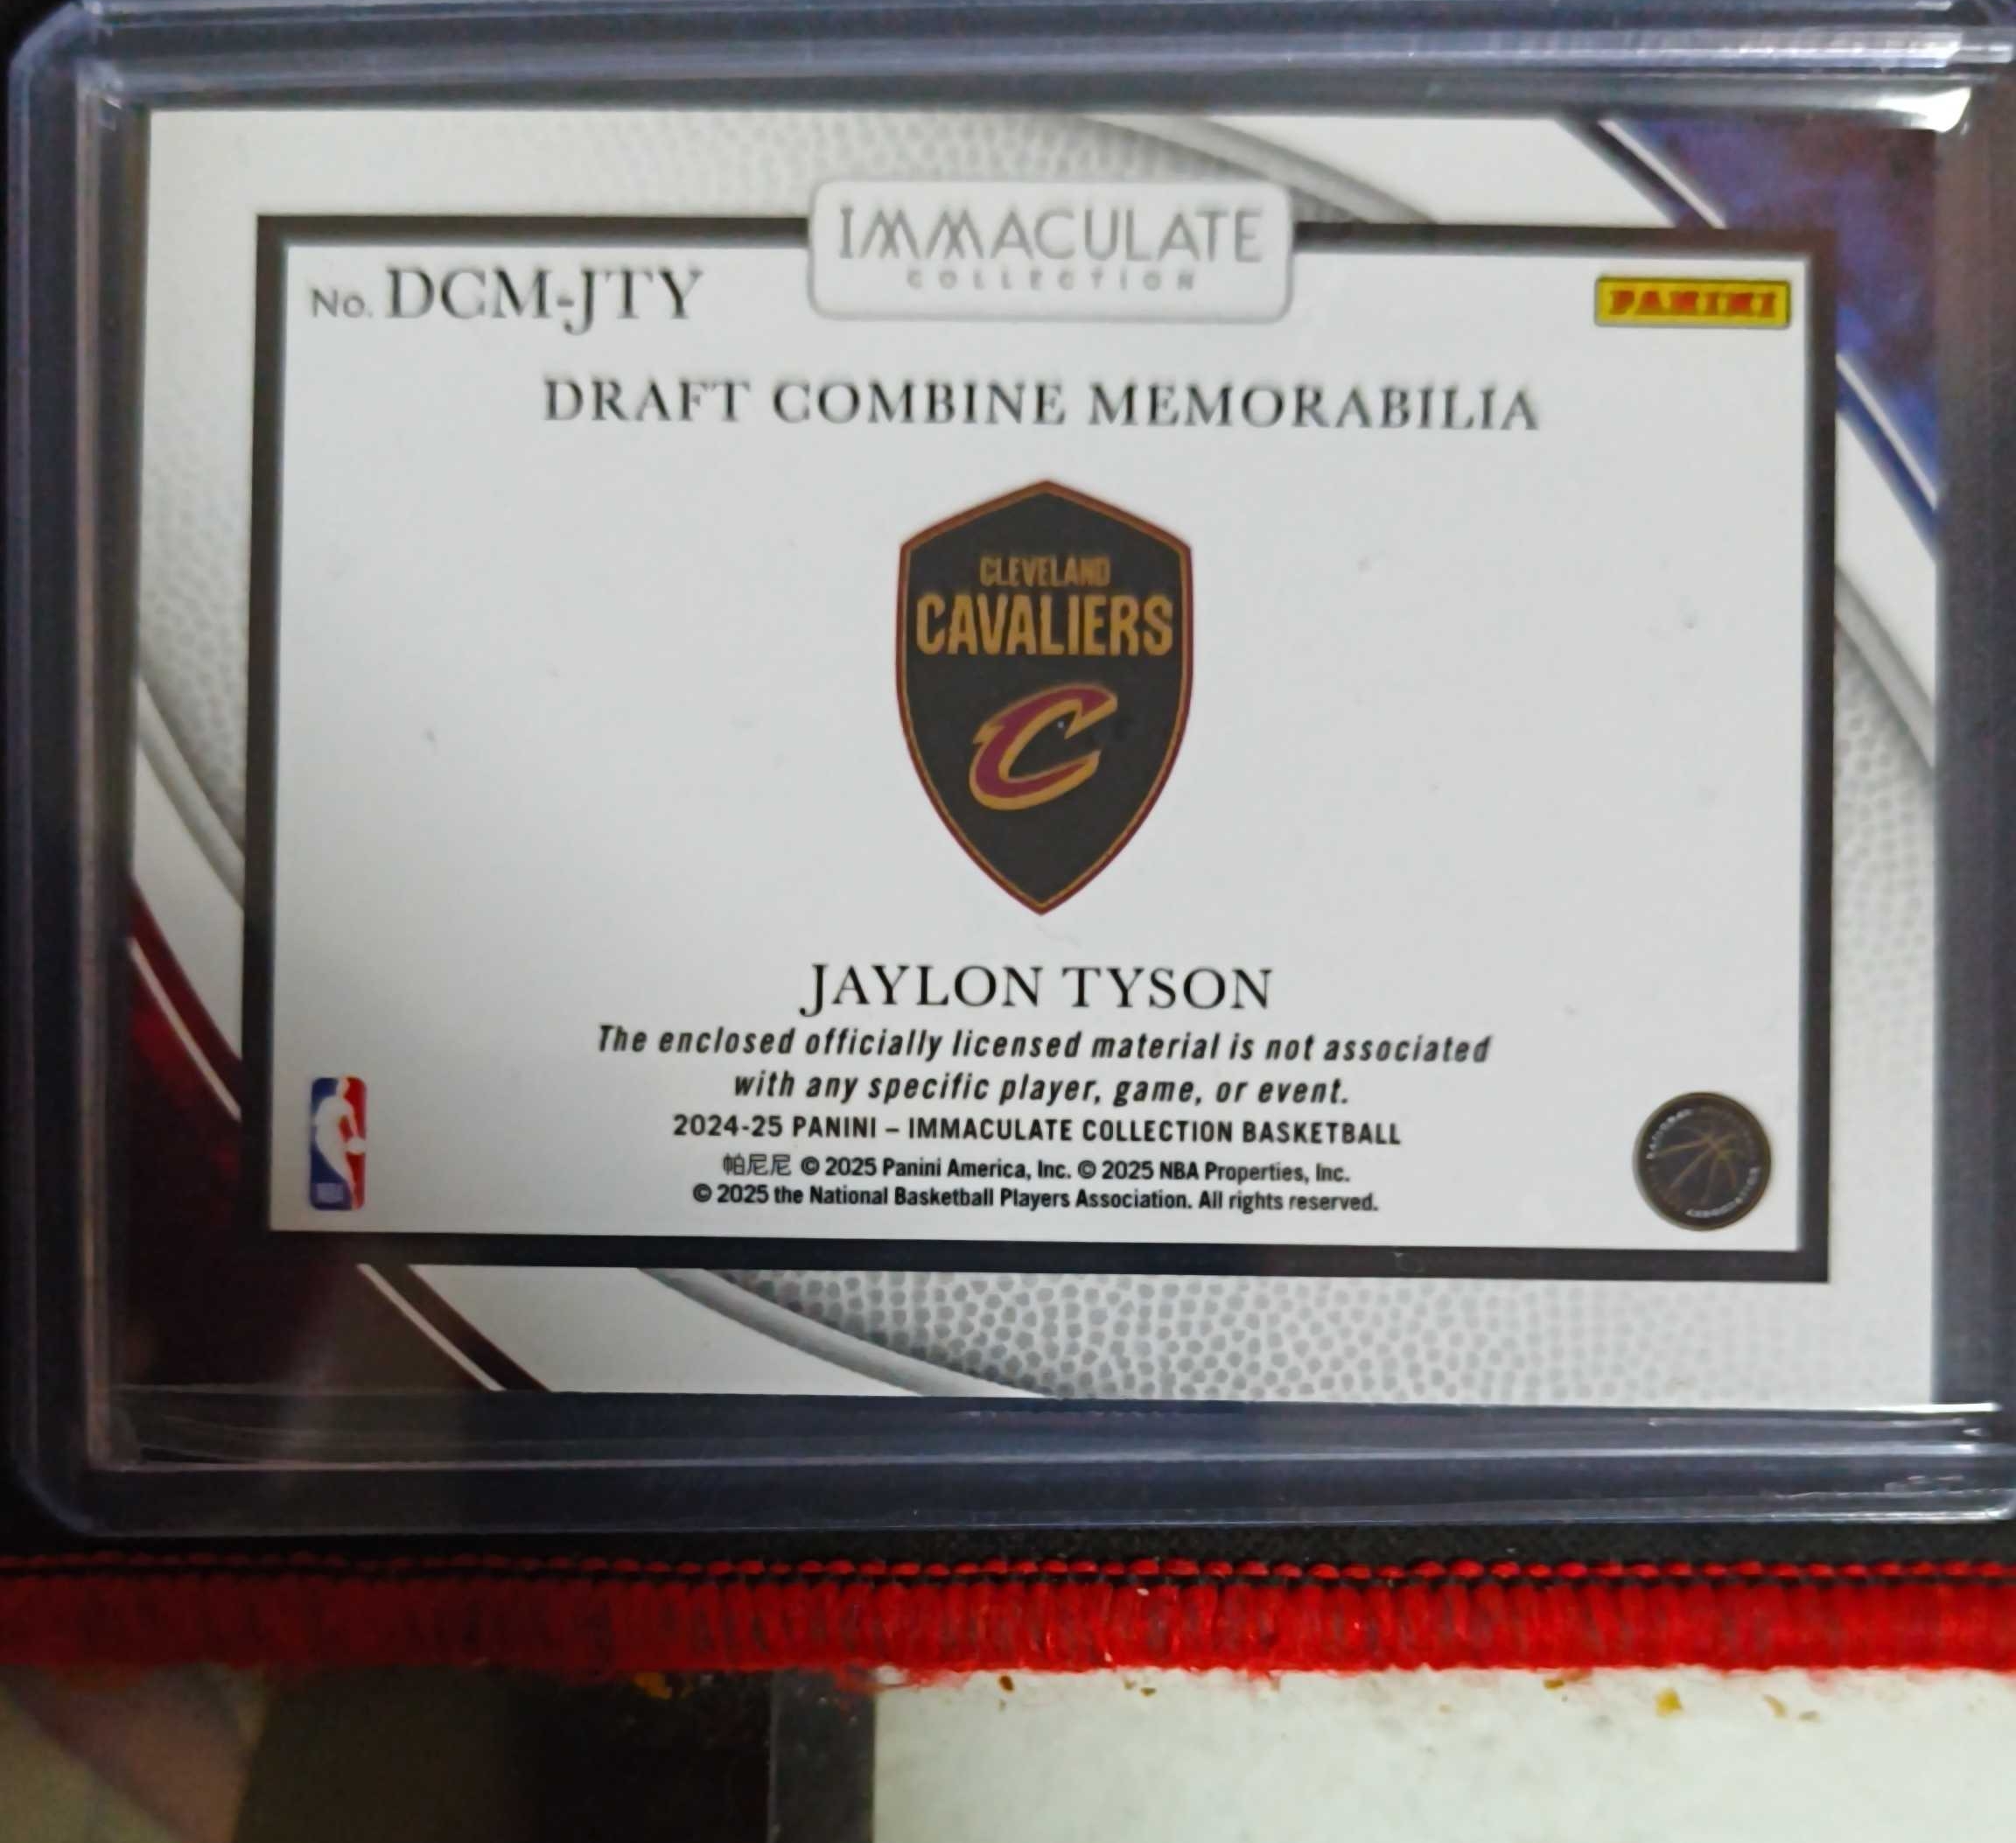 IMMACULATE
COLLECTION
No. DCM-JTY
PANINI
DRAFT COMBINE MEMORABILIA
CLEVELAND
CAVALIERS
C
JAYLON TYSON
The enclosed officially licensed material is not associated
with any specific player, game, or event.
2024-25 PANINI – IMMACULATE COLLECTION BASKETBALL
帕尼尼 © 2025 Panini America, Inc. © 2025 NBA Properties, Inc.
© 2025 the National Basketball Players Association. All rights reserved.
NBA